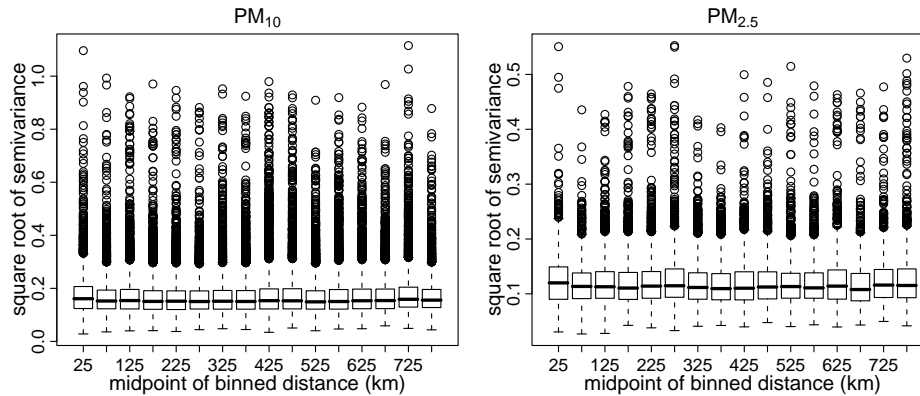 PM10
PM2.5
square root of semivariance
0.0 0.2 0.4 0.6 0.8 1.0
25 125 225 325 425 525 625 725
midpoint of binned distance (km)
square root of semivariance
0.1 0.2 0.3 0.4 0.5
25 125 225 325 425 525 625 725
midpoint of binned distance (km)